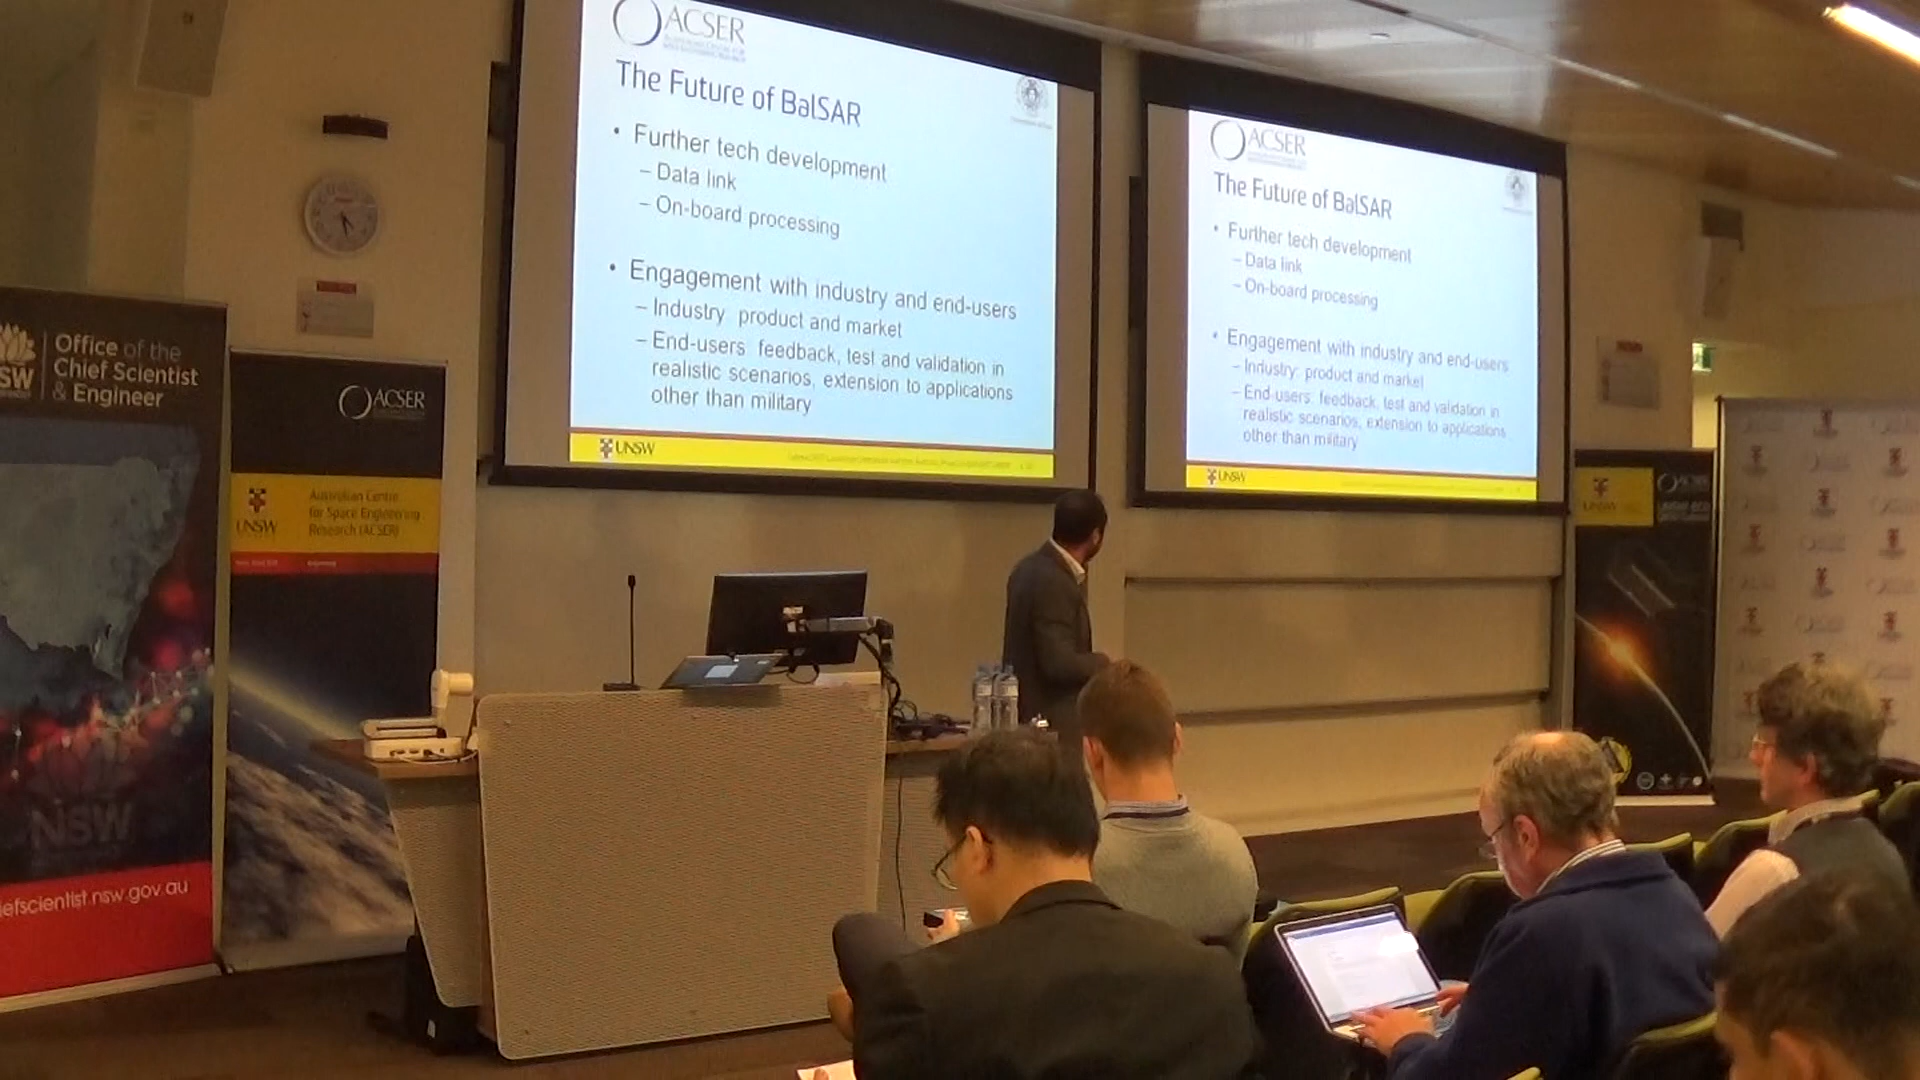 ACSER
The Future of BalSAR
• Further tech development
– Data link
– On-board processing
• Engagement with industry and end-users
– Industry product and market
– End-users feedback, test and validation in
realistic scenarios, extension to applications
other than military
UNSW
ACSER
The Future of BalSAR
• Further tech development
– Data link
– On-board processing
• Engagement with industry and end-users
– Industry: product and market
– End-users: feedback, test and validation in
realistic scenarios, extension to applications
other than military
UNSW
Office of the
Chief Scientist
& Engineer
SW
NSW
iefscientist.nsw.gov.au
ACSER
UNSW
Australian Centre
for Space Engineering
Research (ACSER)
UNSW
ACSER